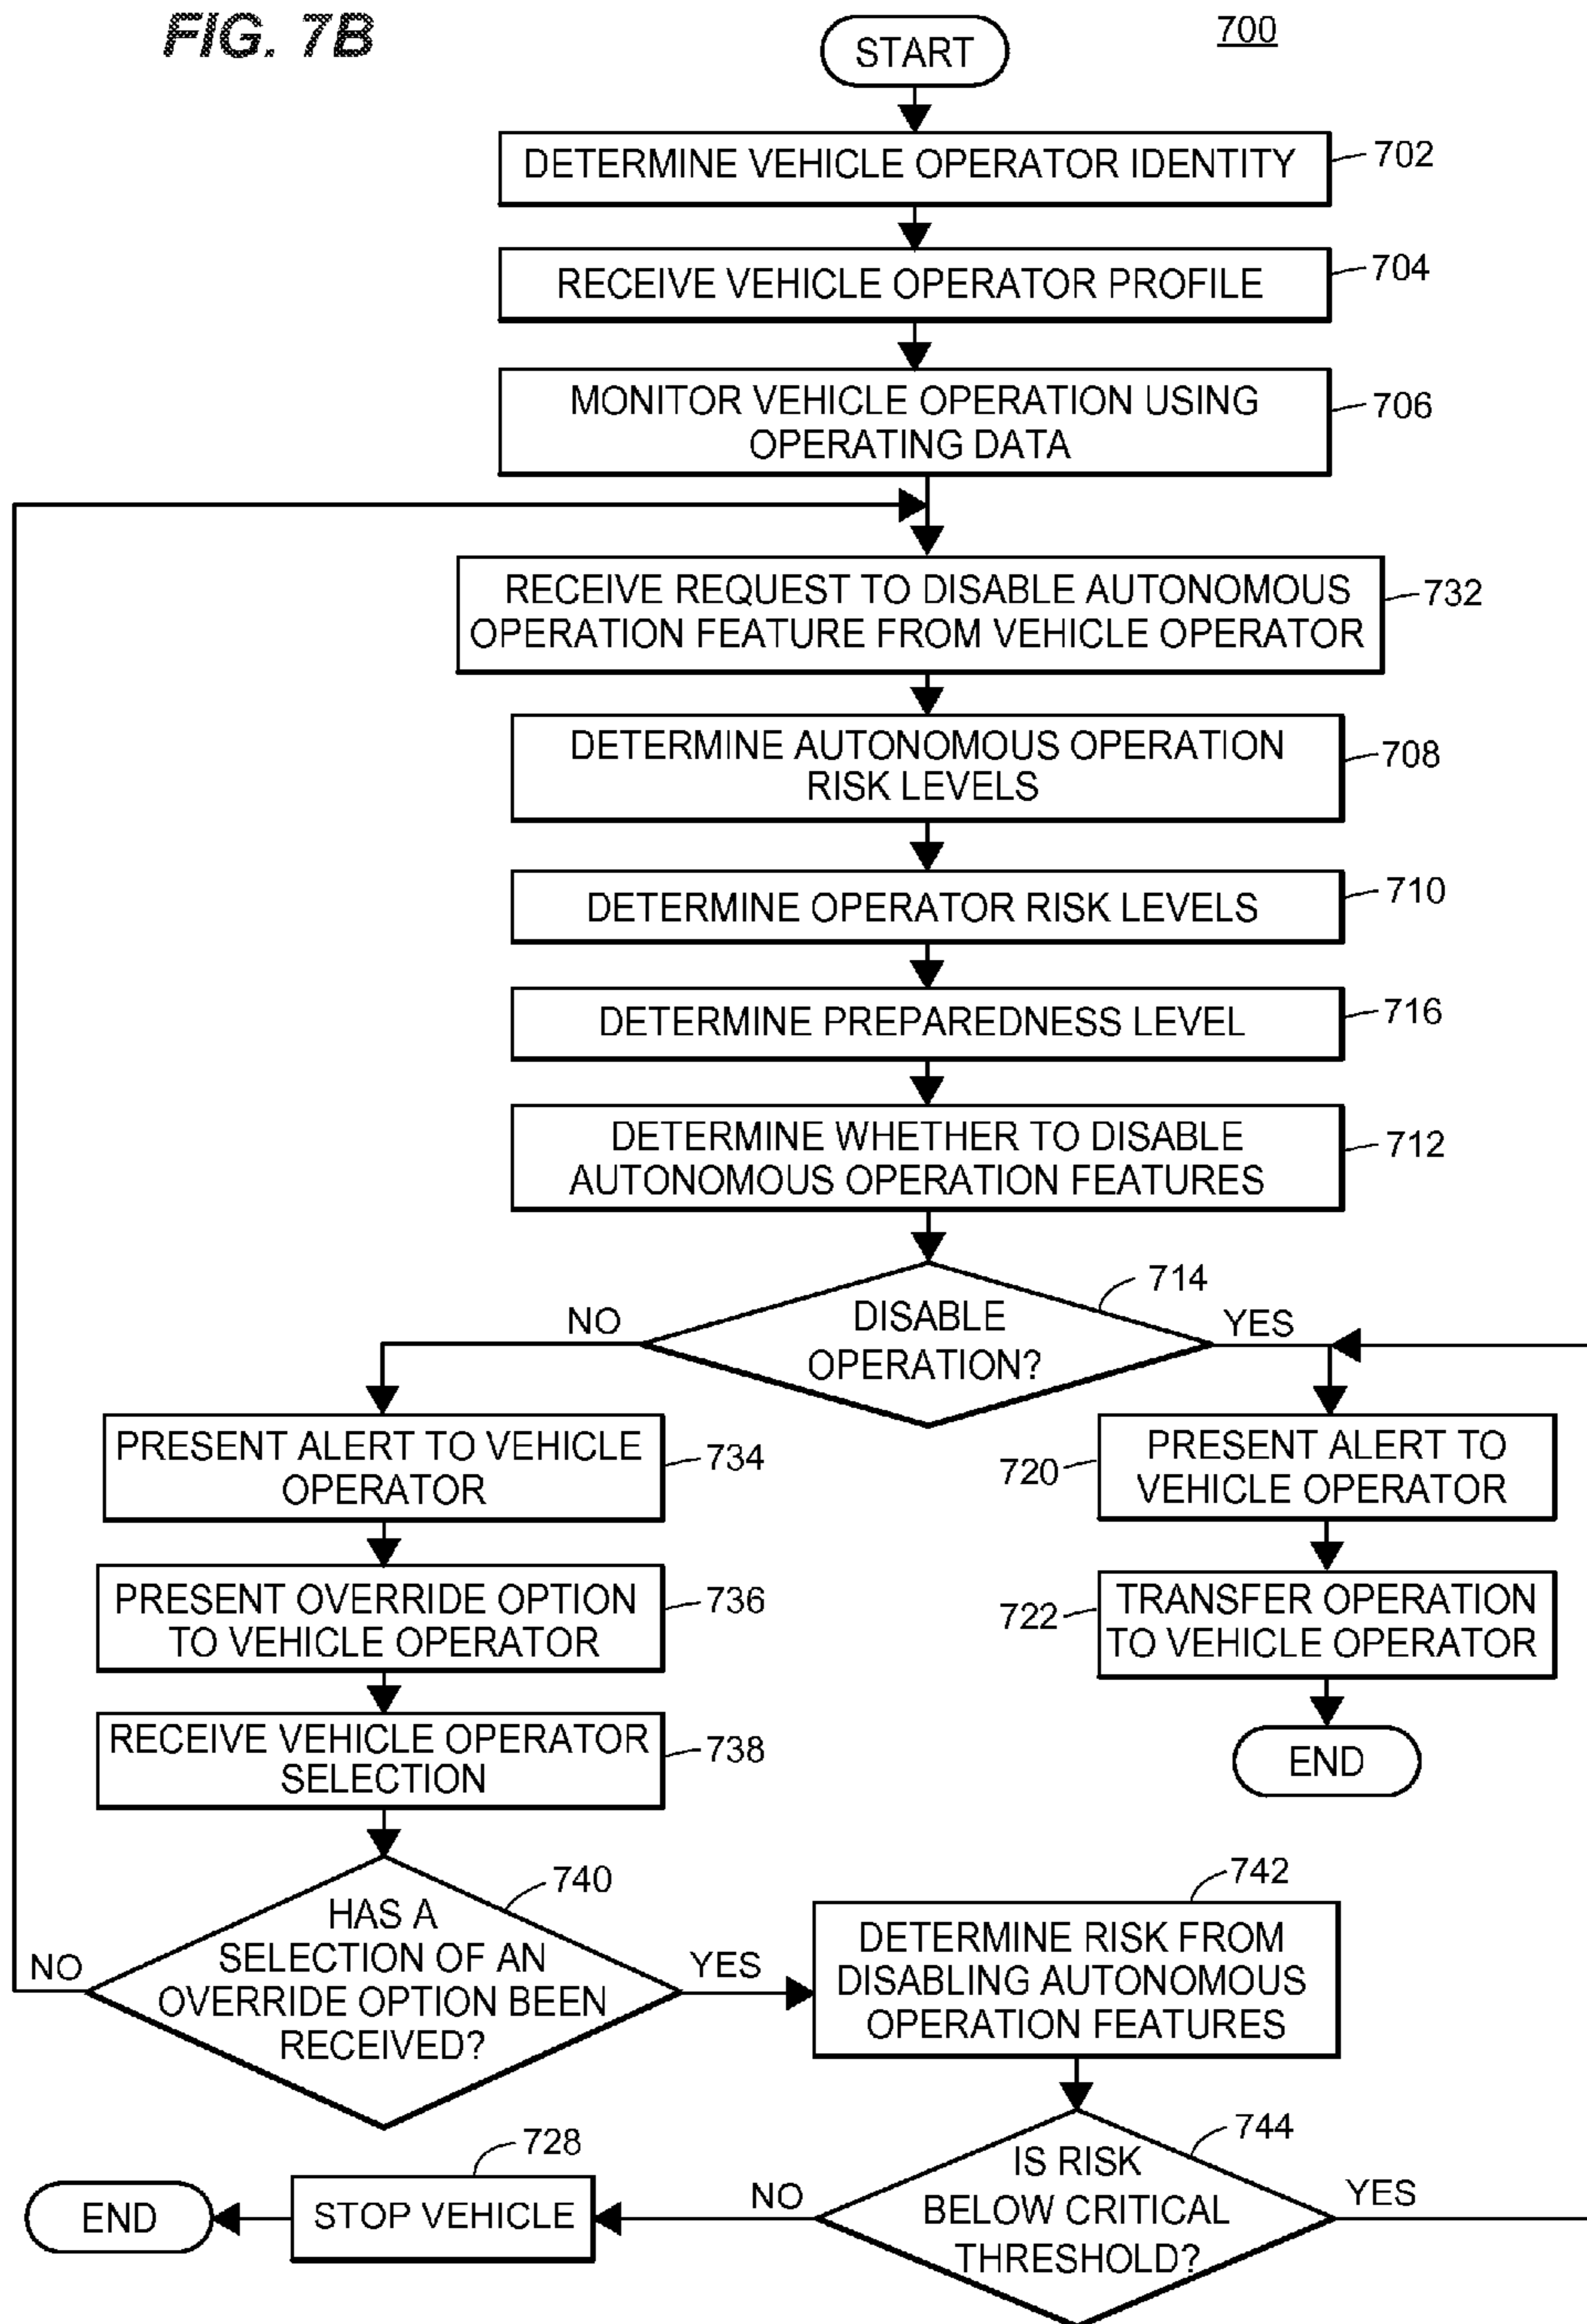 FIG. 7B
700
START
DETERMINE VEHICLE OPERATOR IDENTITY
702
RECEIVE VEHICLE OPERATOR PROFILE
704
MONITOR VEHICLE OPERATION USING
OPERATING DATA
706
RECEIVE REQUEST TO DISABLE AUTONOMOUS
OPERATION FEATURE FROM VEHICLE OPERATOR
732
DETERMINE AUTONOMOUS OPERATION
RISK LEVELS
708
DETERMINE OPERATOR RISK LEVELS
710
DETERMINE PREPAREDNESS LEVEL
716
DETERMINE WHETHER TO DISABLE
AUTONOMOUS OPERATION FEATURES
712
714
DISABLE
OPERATION?
NO
YES
PRESENT ALERT TO VEHICLE
OPERATOR
734
720
PRESENT ALERT TO
VEHICLE OPERATOR
PRESENT OVERRIDE OPTION
TO VEHICLE OPERATOR
736
722
TRANSFER OPERATION
TO VEHICLE OPERATOR
RECEIVE VEHICLE OPERATOR
SELECTION
738
END
740
HAS A
SELECTION OF AN
OVERRIDE OPTION BEEN
RECEIVED?
NO
YES
742
DETERMINE RISK FROM
DISABLING AUTONOMOUS
OPERATION FEATURES
744
IS RISK
BELOW CRITICAL
THRESHOLD?
NO
YES
728
STOP VEHICLE
END